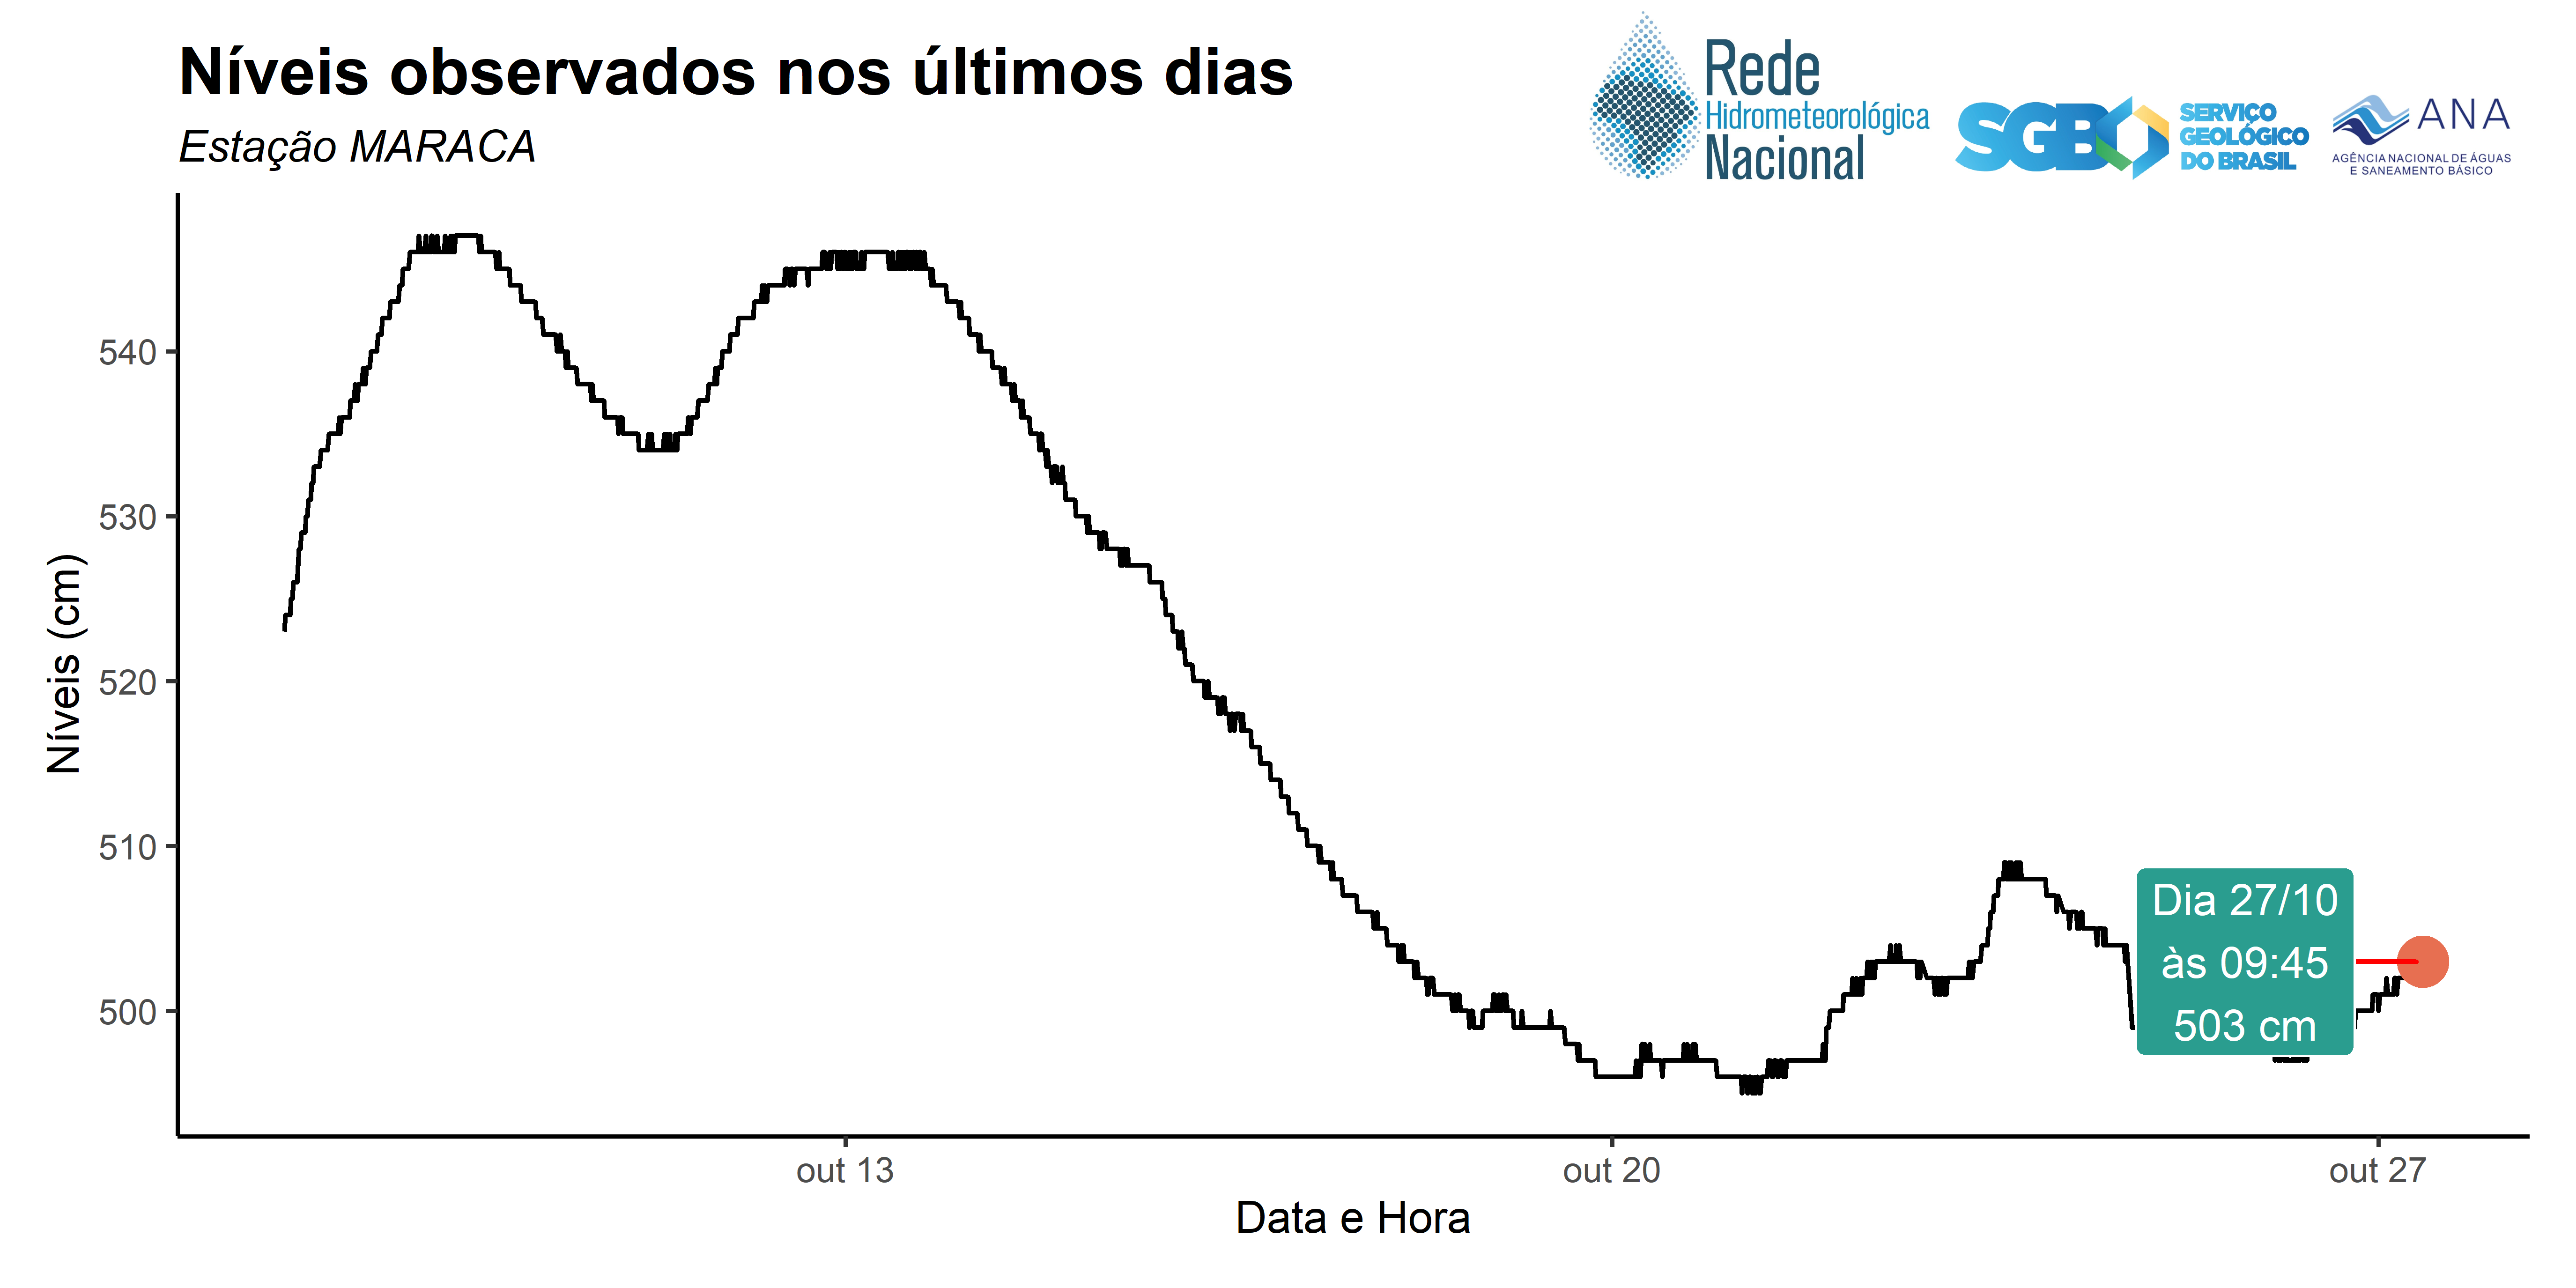 Níveis observados nos últimos dias
Estação MARACA
Rede
Hidrometeorológica
Nacional
SGB
SERVIÇO
GEOLÓGICO
DO BRASIL
ANA
AGÊNCIA NACIONAL DE ÁGUAS
E SANEAMENTO BÁSICO
Níveis (cm)
540
530
520
510
500
Dia 27/10
às 09:45
503 cm
out 13
out 20
out 27
Data e Hora